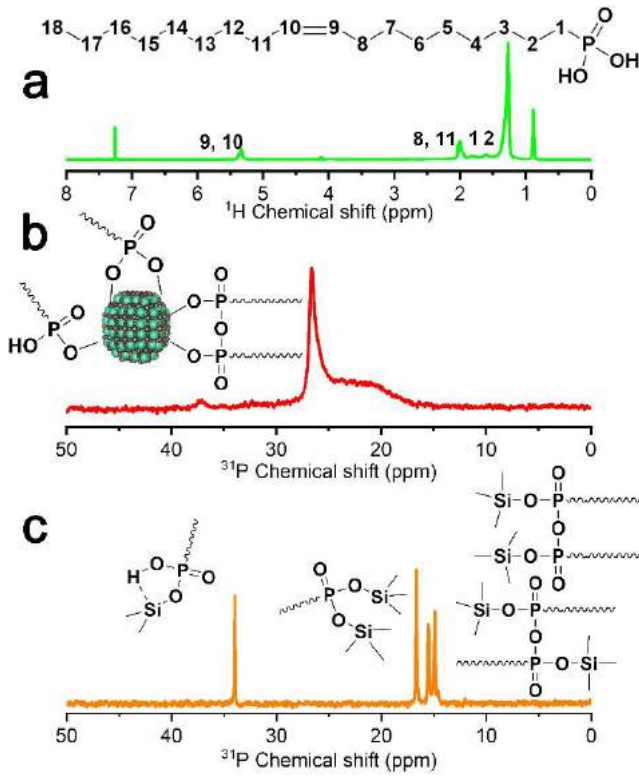 18 16 14 12 10 9 7 5 3 1 O
17 15 13 11 8 6 4 2 P OH
HO
a
9, 10 8, 11 1 2
8 7 6 5 4 3 2 1 0
¹H Chemical shift (ppm)
b
O
P
O O
O
P
HO O
O
O P
O
O P
O
50 40 30 20 10 0
³¹P Chemical shift (ppm)
c
O
Si O P
O
Si O P
O
O
Si O P
O
P O Si
O
H O P O
Si O
O
P O Si
O
Si
50 40 30 20 10 0
³¹P Chemical shift (ppm)